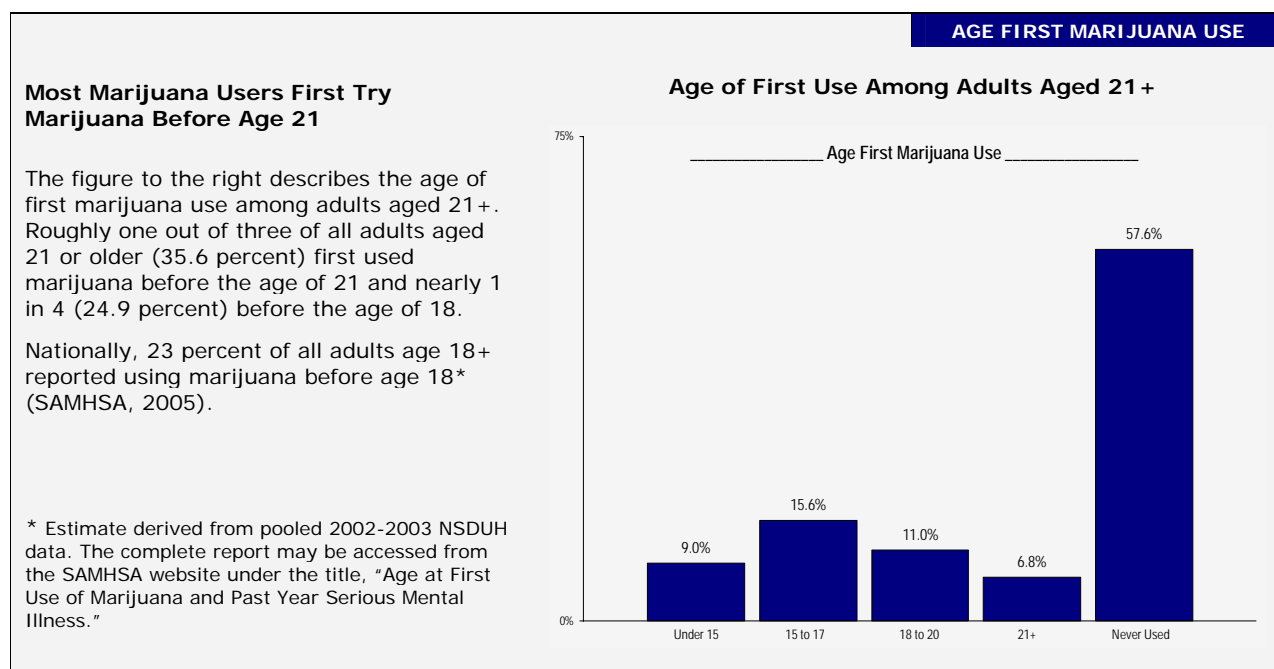 AGE FIRST MARIJUANA USE
Most Marijuana Users First Try
Marijuana Before Age 21
The figure to the right describes the age of
first marijuana use among adults aged 21+.
Roughly one out of three of all adults aged
21 or older (35.6 percent) first used
marijuana before the age of 21 and nearly 1
in 4 (24.9 percent) before the age of 18.
Nationally, 23 percent of all adults age 18+
reported using marijuana before age 18*
(SAMHSA, 2005).
* Estimate derived from pooled 2002-2003 NSDUH
data. The complete report may be accessed from
the SAMHSA website under the title, “Age at First
Use of Marijuana and Past Year Serious Mental
Illness.”
Age of First Use Among Adults Aged 21+
75%
__________________ Age First Marijuana Use __________________
57.6%
15.6%
11.0%
9.0%
6.8%
0%
Under 15 15 to 17 18 to 20 21+ Never Used